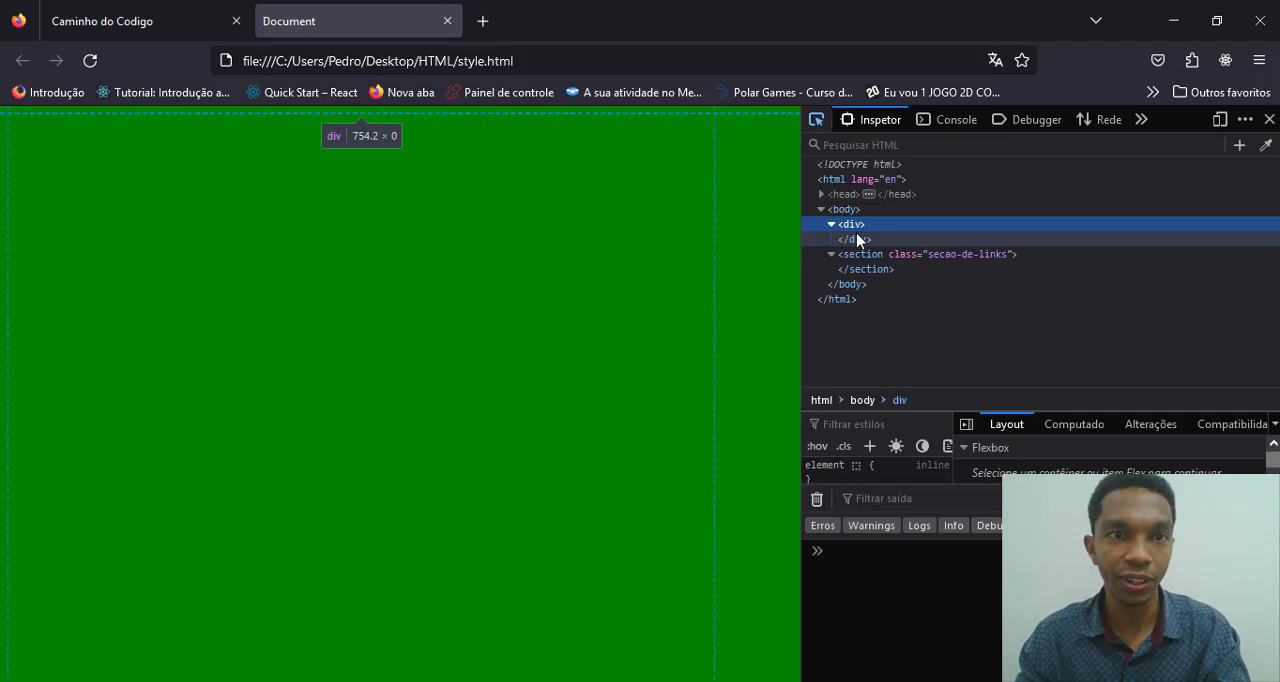 Caminho do Codigo
Document
file:///C:/Users/Pedro/Desktop/HTML/style.html
Introdução
Tutorial: Introdução a...
Quick Start – React
Nova aba
Painel de controle
A sua atividade no Me...
Polar Games - Curso d...
Eu vou 1 JOGO 2D CO...
Outros favoritos
div 754.2 × 0
Inspetor
Console
Debugger
Rede
Pesquisar HTML
<!DOCTYPE html>
<html lang="en">
<head> </head>
<body>
<div>
</div>
<section class="secao-de-links">
</section>
</body>
</html>
html > body > div
Filtrar estilos
Layout
Computado
Alterações
Compatibilida
:hov .cls
Flexbox
element { inline
}
Selecione um contêiner ou item Flex para continuar.
Filtrar saída
Erros
Warnings
Logs
Info
Debu